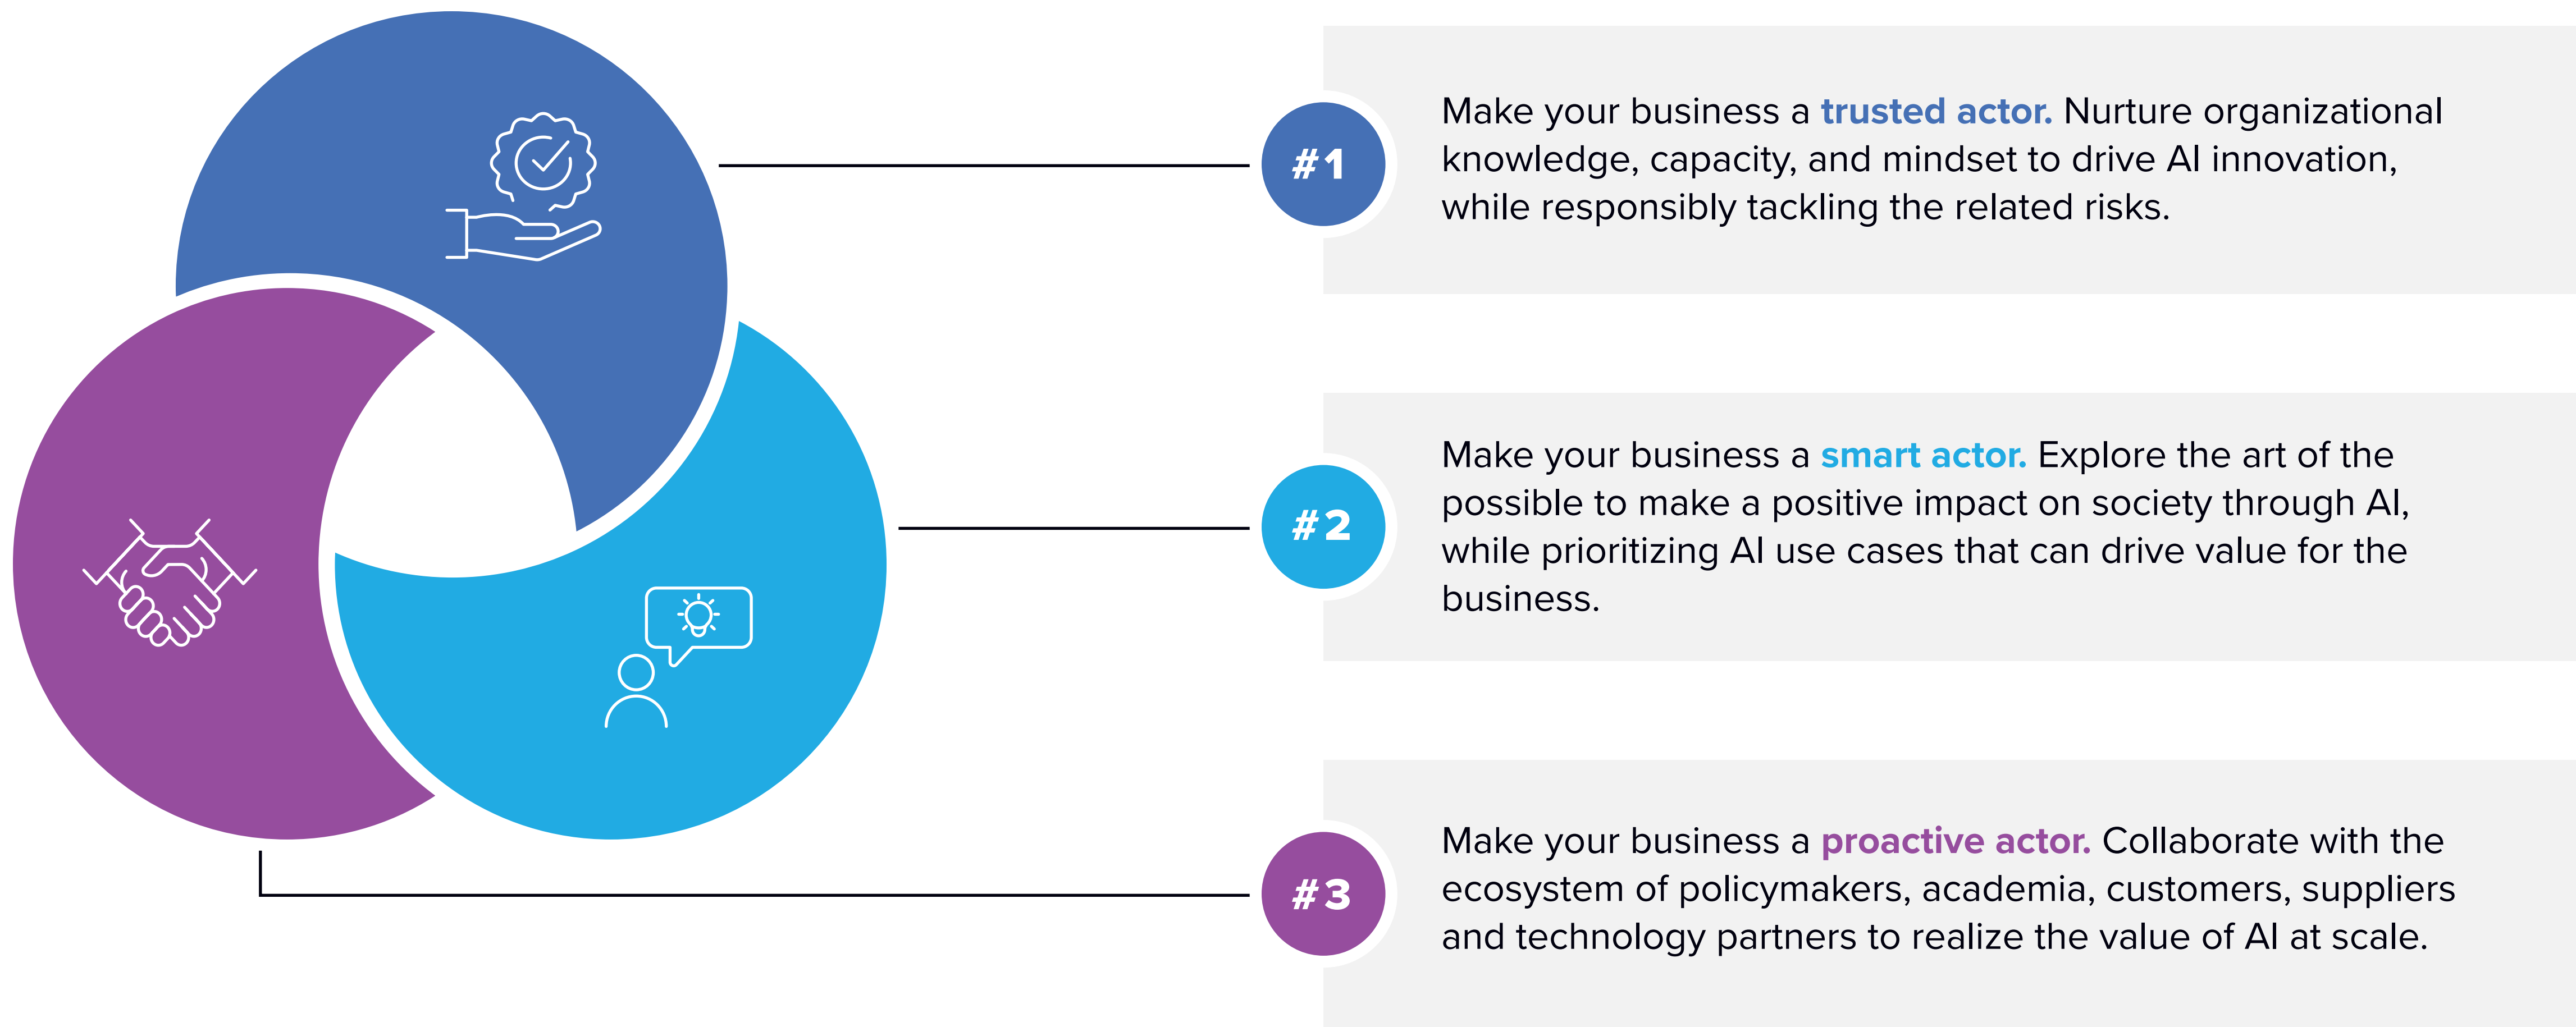 #1
Make your business a trusted actor. Nurture organizational
knowledge, capacity, and mindset to drive AI innovation,
while responsibly tackling the related risks.
#2
Make your business a smart actor. Explore the art of the
possible to make a positive impact on society through AI,
while prioritizing AI use cases that can drive value for the
business.
#3
Make your business a proactive actor. Collaborate with the
ecosystem of policymakers, academia, customers, suppliers
and technology partners to realize the value of AI at scale.